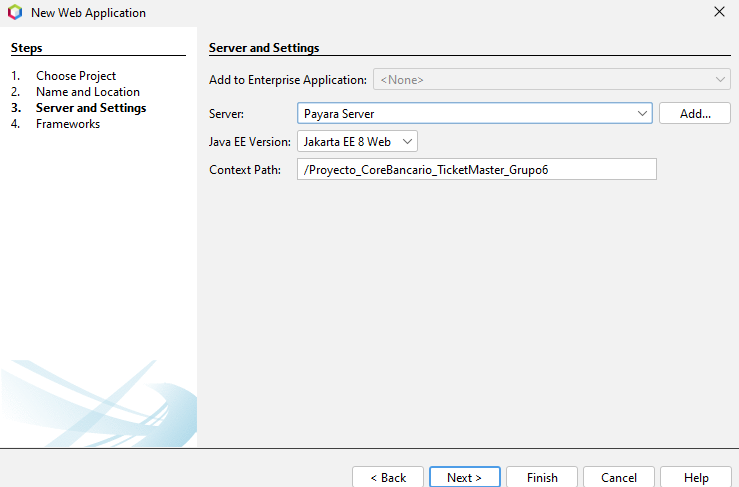 New Web Application
Steps
1. Choose Project
2. Name and Location
3. Server and Settings
4. Frameworks
Server and Settings
Add to Enterprise Application: <None>
Server: Payara Server Add...
Java EE Version: Jakarta EE 8 Web
Context Path: /Proyecto_CoreBancario_TicketMaster_Grupo6
< Back Next > Finish Cancel Help